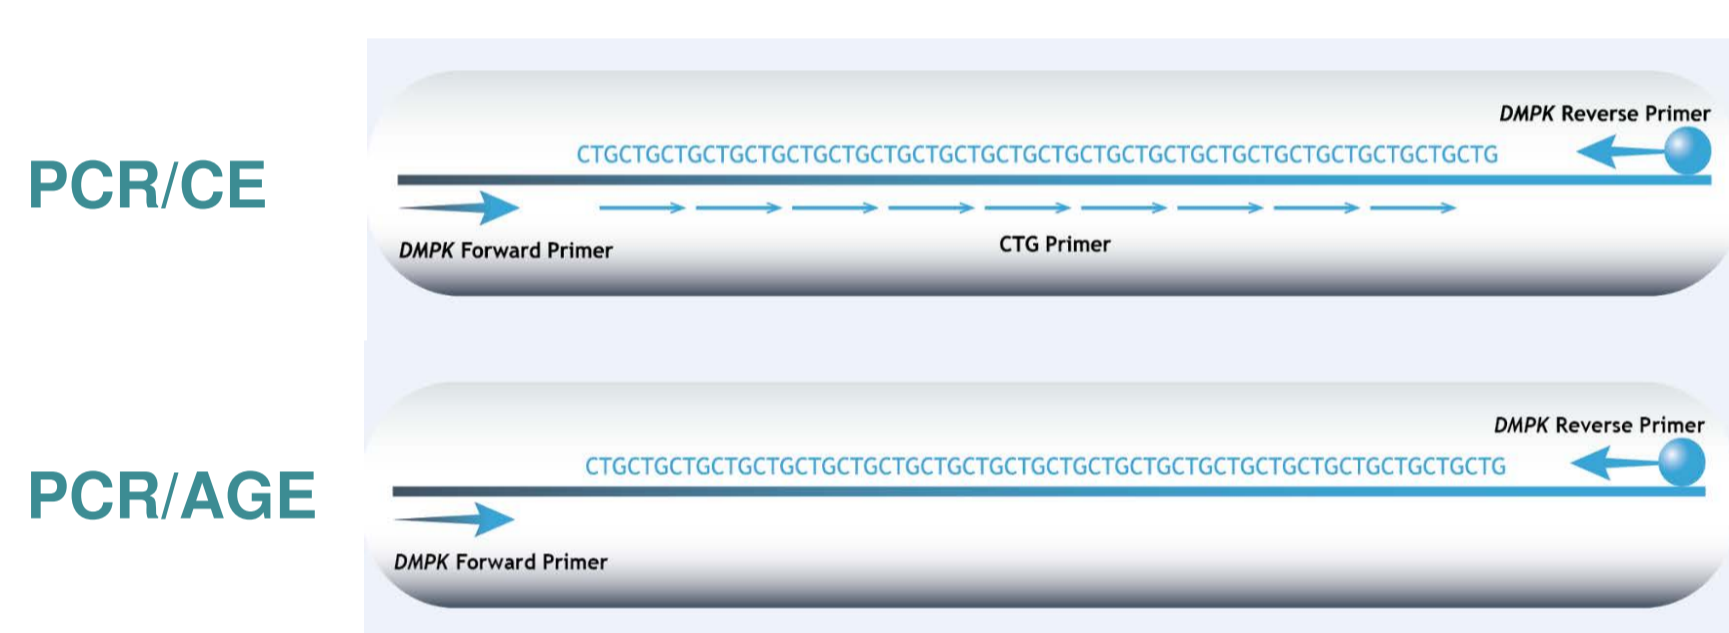 PCR/CE
DMPK Reverse Primer
CTGCTGCTGCTGCTGCTGCTGCTGCTGCTGCTGCTGCTGCTGCTGCTGCTGCTGCTGCTGCTGCTG
DMPK Forward Primer
CTG Primer
PCR/AGE
DMPK Reverse Primer
CTGCTGCTGCTGCTGCTGCTGCTGCTGCTGCTGCTGCTGCTGCTGCTGCTGCTGCTGCTGCTGCTG
DMPK Forward Primer